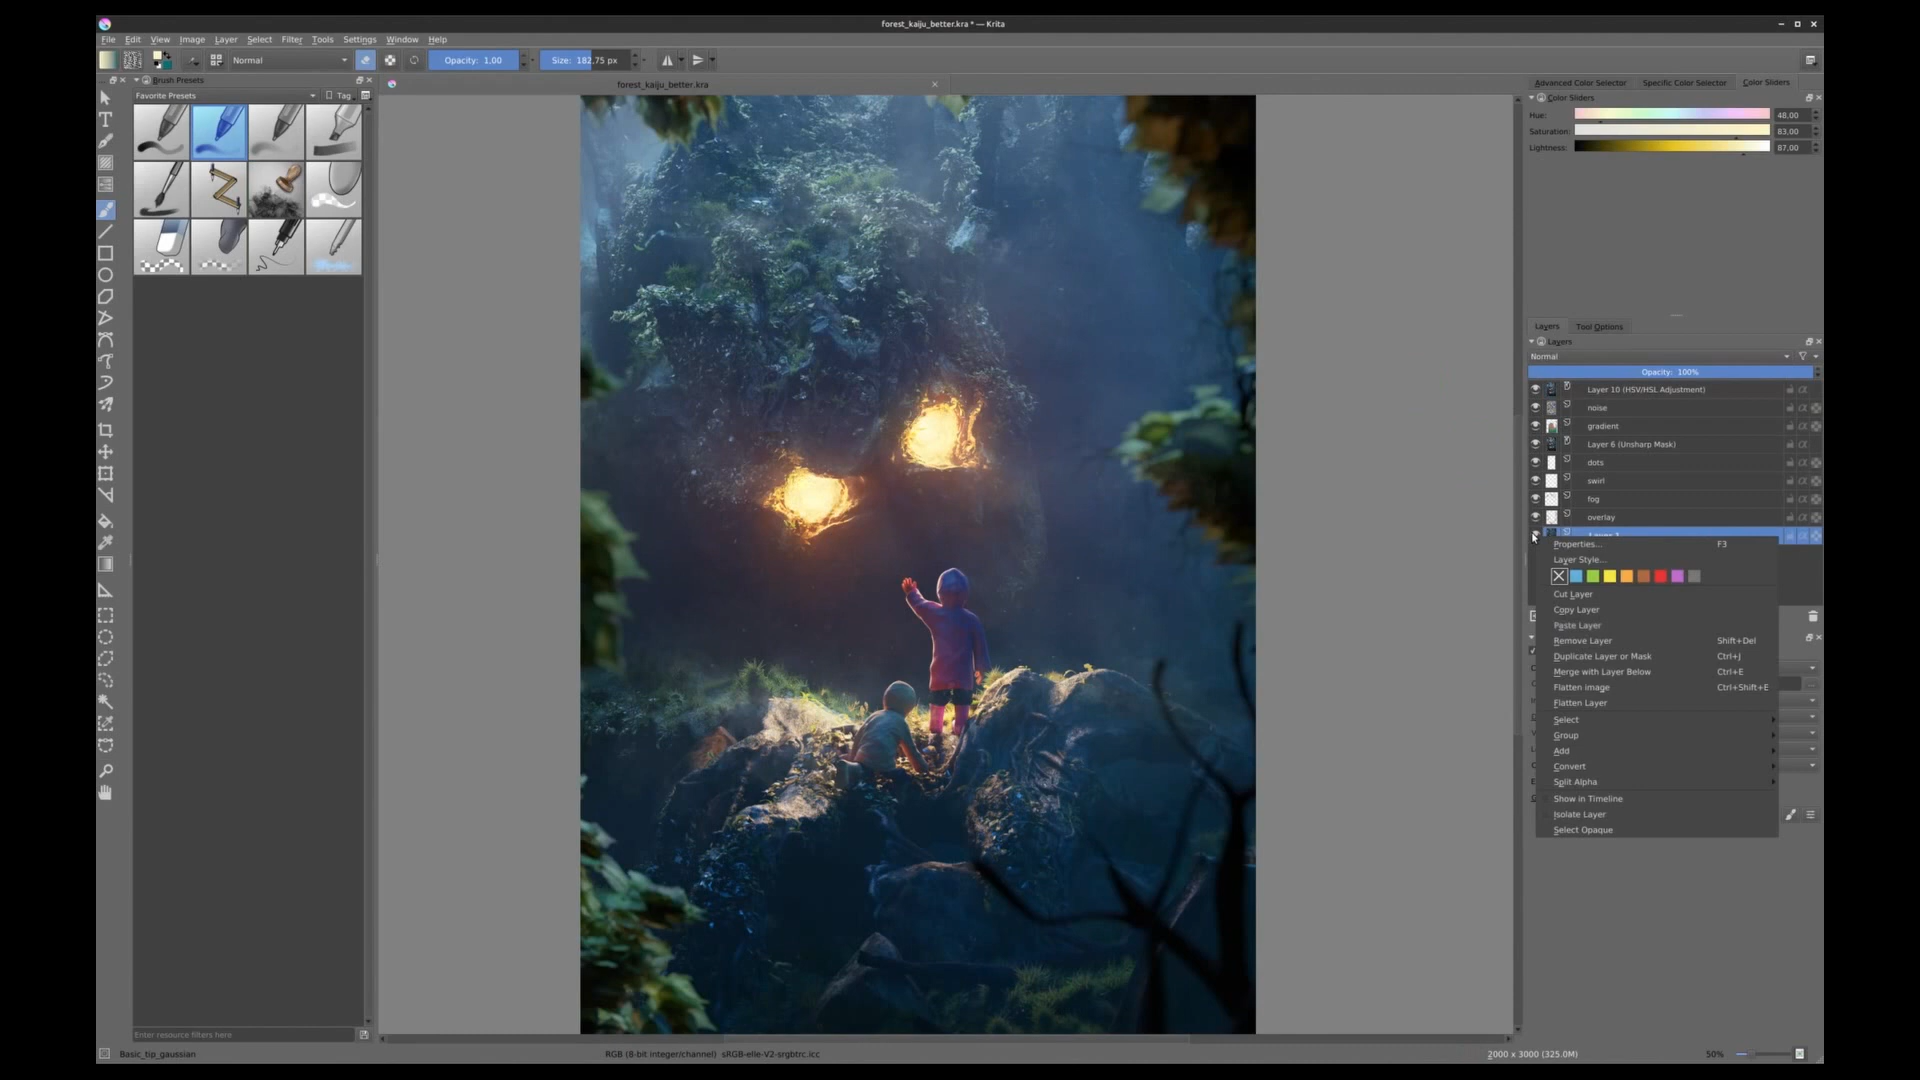 forest_kaiju_better.kra * — Krita
File Edit View Image Layer Select Filter Tools Settings Window Help
Normal
Opacity: 1,00
Size: 182,75 px
Brush Presets
Favorite Presets
Tag
forest_kaiju_better.kra
Advanced Color Selector
Specific Color Selector
Color Sliders
Color Sliders
Hue: 48,00
Saturation: 83,00
Lightness: 87,00
Layers
Tool Options
Layers
Normal
Opacity: 100%
Layer 10 (HSV/HSL Adjustment)
noise
gradient
Layer 6 (Unsharp Mask)
dots
swirl
fog
overlay
Properties... F3
Layer Style...
Cut Layer
Copy Layer
Paste Layer
Remove Layer Shift+Del
Duplicate Layer or Mask Ctrl+J
Merge with Layer Below Ctrl+E
Flatten image Ctrl+Shift+E
Flatten Layer
Select
Group
Add
Convert
Split Alpha
Show in Timeline
Isolate Layer
Select Opaque
Enter resource filters here
Basic_tip_gaussian
RGB (8-bit integer/channel) sRGB-elle-V2-srgbtrc.icc
2000 x 3000 (325.0M)
50%